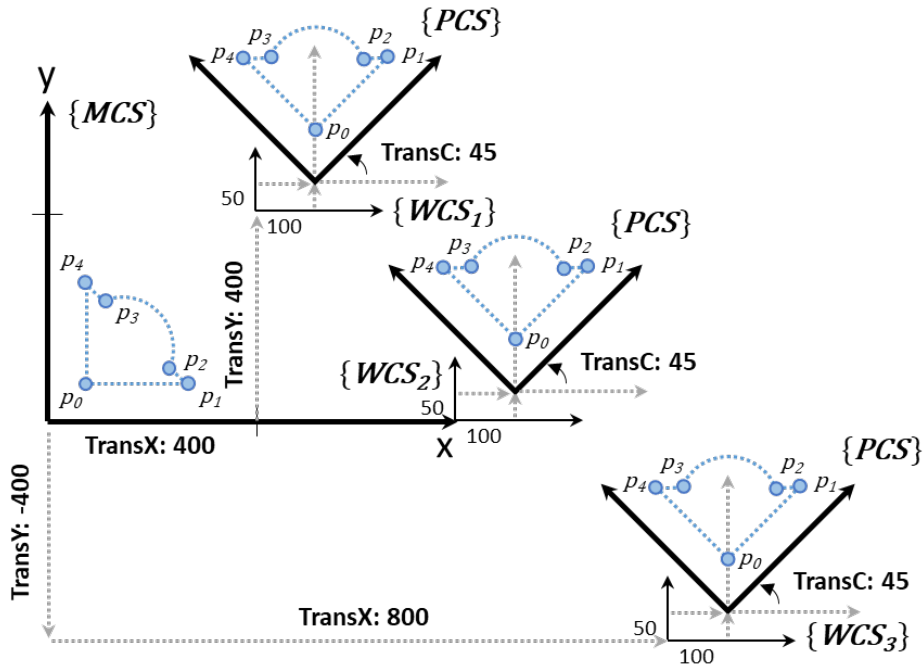 {PCS}
p4 p3 p2 p1
p0
y
{MCS}
TransC: 45
50
100
{WCS1}
{PCS}
p4 p3 p2 p1
p0
TransY: 400
p4
p3
p2
p0 p1
{WCS2}
TransC: 45
50
100
TransX: 400
x
{PCS}
p4 p3 p2 p1
p0
TransY: -400
TransC: 45
TransX: 800
50
100
{WCS3}